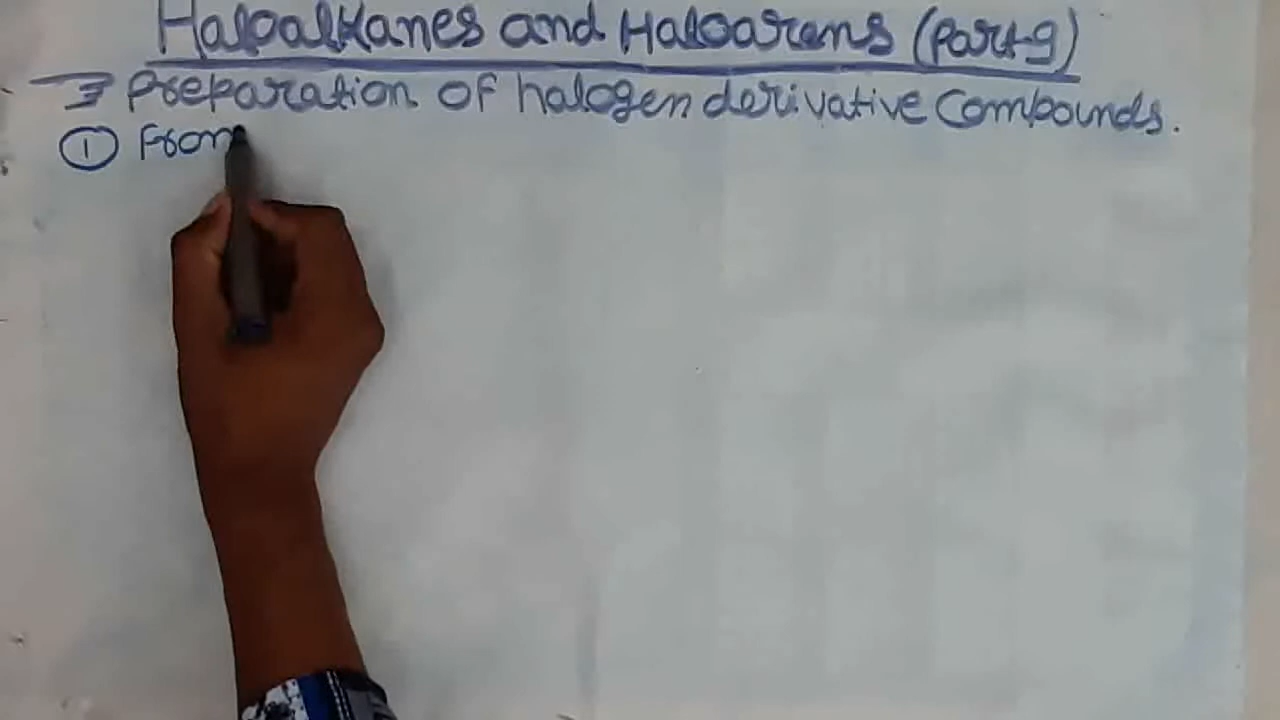 Haloalkanes and Haloarens (Part-9)
→ Preparation of halogen derivative Compounds.
① From